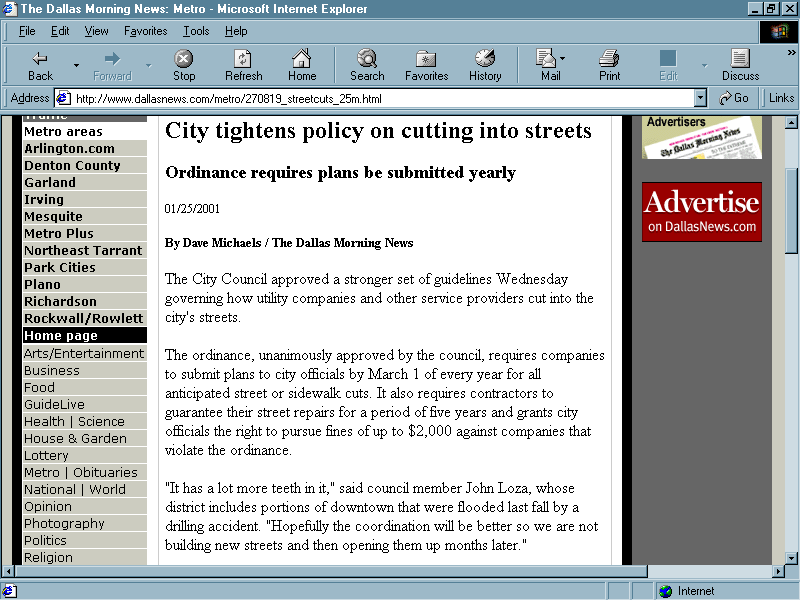 The Dallas Morning News: Metro - Microsoft Internet Explorer
File Edit View Favorites Tools Help
Back Forward Stop Refresh Home Search Favorites History Mail Print Edit Discuss
Address http://www.dallasnews.com/metro/270819_streetcuts_25m.html Go Links
Traffic
Metro areas
Arlington.com
Denton County
Garland
Irving
Mesquite
Metro Plus
Northeast Tarrant
Park Cities
Plano
Richardson
Rockwall/Rowlett
Home page
Arts/Entertainment
Business
Food
GuideLive
Health | Science
House & Garden
Lottery
Metro | Obituaries
National | World
Opinion
Photography
Politics
Religion
City tightens policy on cutting into streets
Ordinance requires plans be submitted yearly
01/25/2001
By Dave Michaels / The Dallas Morning News
The City Council approved a stronger set of guidelines Wednesday
governing how utility companies and other service providers cut into the
city's streets.
The ordinance, unanimously approved by the council, requires companies
to submit plans to city officials by March 1 of every year for all
anticipated street or sidewalk cuts. It also requires contractors to
guarantee their street repairs for a period of five years and grants city
officials the right to pursue fines of up to $2,000 against companies that
violate the ordinance.
"It has a lot more teeth in it," said council member John Loza, whose
district includes portions of downtown that were flooded last fall by a
drilling accident. "Hopefully the coordination will be better so we are not
building new streets and then opening them up months later."
Advertisers
The Dallas Morning News
Advertise
on DallasNews.com
Internet